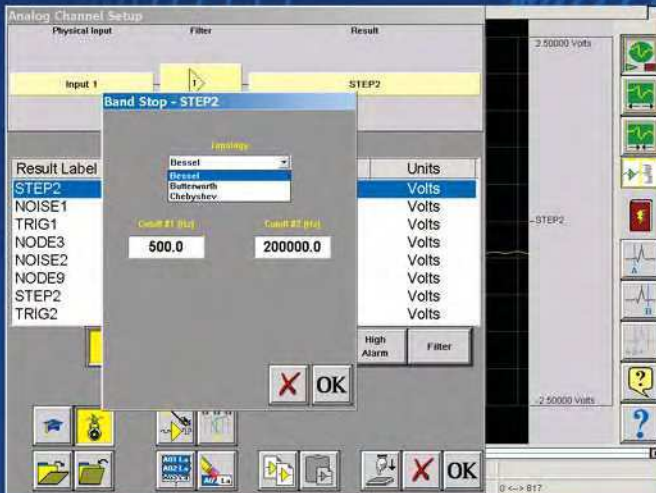 Analog Channel Setup
Physical Input Filter Result
Input 1 STEP2
Band Stop - STEP2
Topology
Bessel
Bessel
Butterworth
Chebyshev
Cutoff #1 (Hz) Cutoff #2 (Hz)
500.0 200000.0
Result Label Units
STEP2 Volts
NOISE1 Volts
TRIG1 Volts
NODE3 Volts
NOISE2 Volts
NODE9 Volts
STEP2 Volts
TRIG2 Volts
High Alarm Filter
OK
OK
2.50000 Volts
STEP2
-2.50000 Volts
A
B
0 <--> 817